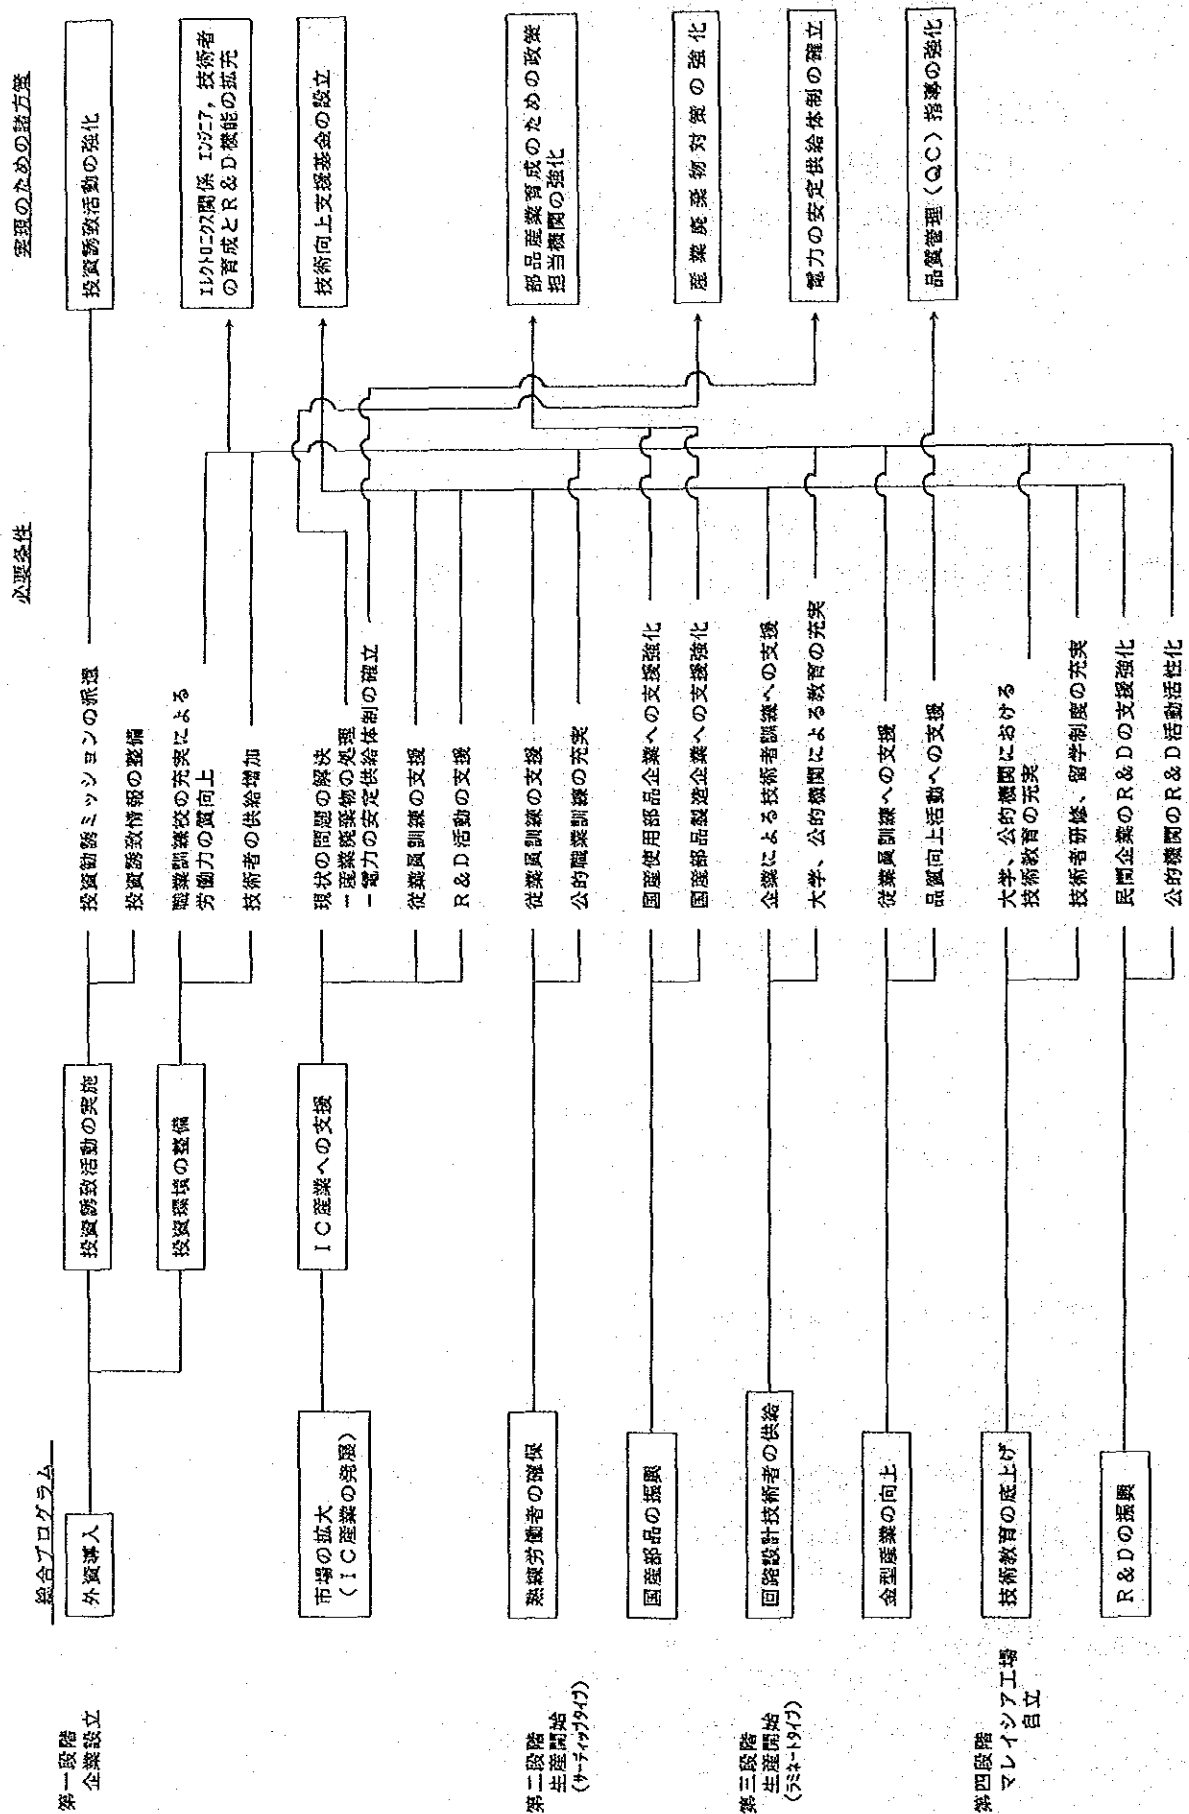 総合プログラム
必要条件
実現のための諸方策
第一段階
企業設立
外資導入
投資誘致活動の実施
投資勧誘ミッションの派遣
投資誘致情報の整備
投資誘致活動の強化
投資環境の整備
職業訓練校の充実による
労働力の質向上
技術者の供給増加
エレクトロニクス関係 エンジニア, 技術者
の育成とR&D機能の拡充
市場の拡大
(IC産業の発展)
IC産業への支援
現状の問題の解決
－産業廃棄物の処理
－電力の安定供給体制の確立
従業員訓練の支援
R&D活動の支援
技術向上支援基金の設立
第二段階
生産開始
(サーディップタイプ)
熟練労働者の確保
従業員訓練の支援
公的職業訓練の充実
部品産業育成のための政策
担当機関の強化
国産部品の振興
国産使用部品企業への支援強化
国産部品製造企業への支援強化
産業廃棄物対策の強化
第三段階
生産開始
(ラミネートタイプ)
回路設計技術者の供給
企業による技術者訓練への支援
大学、公的機関による教育の充実
電力の安定供給体制の確立
金型産業の向上
従業員訓練への支援
品質向上活動への支援
品質管理(QC)指導の強化
第四段階
マレイシア工場
自立
技術教育の底上げ
大学、公的機関における
技術教育の充実
技術者研修、留学制度の充実
R&Dの振興
民間企業のR&Dの支援強化
公的機関のR&D活動活性化